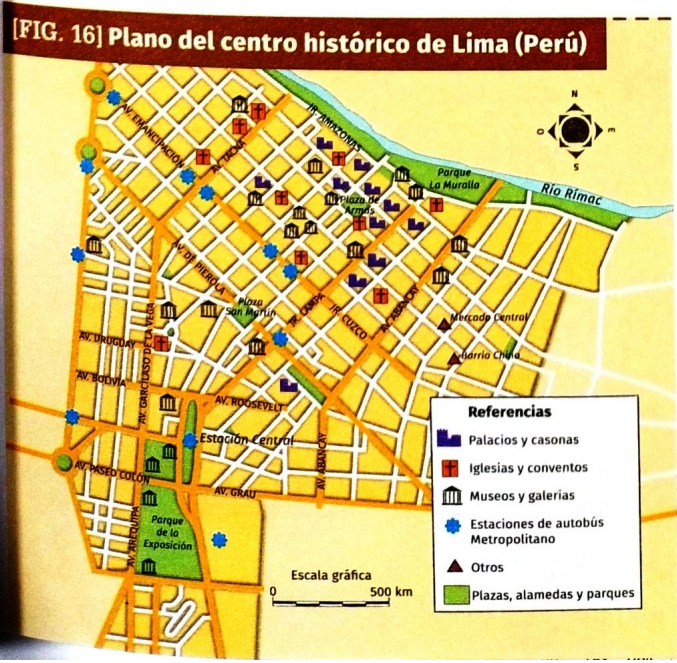 [FIG. 16] Plano del centro histórico de Lima (Perú)
N
O
E
S
JR. AMAZONAS
AV. EMANCIPACIÓN
AV. TACNA
Parque
La Muralla
Río Rímac
Plaza de
Armas
AV. DE PIEROLA
Plaza
San Martín
JR. CUZCO
AV. ABANCAY
Mercado Central
Barrio Chino
AV. URUGUAY
AV. GARCILASO DE LA VEGA
AV. BOLIVIA
AV. ROOSEVELT
Estación Central
AV. ABANCAY
AV. PASEO COLÓN
AV. GRAU
AV. AREQUIPA
Parque
de la
Exposición
Escala gráfica
0 500 km
Referencias
Palacios y casonas
Iglesias y conventos
Museos y galerías
Estaciones de autobús
Metropolitano
Otros
Plazas, alamedas y parques